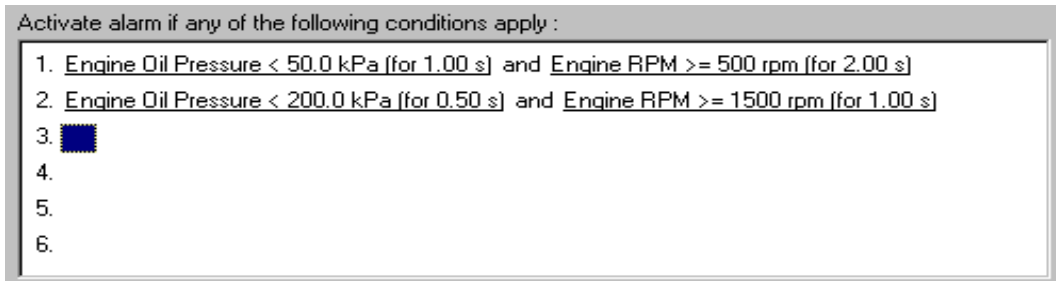 Activate alarm if any of the following conditions apply :
1. Engine Oil Pressure < 50.0 kPa (for 1.00 s) and Engine RPM >= 500 rpm (for 2.00 s)
2. Engine Oil Pressure < 200.0 kPa (for 0.50 s) and Engine RPM >= 1500 rpm (for 1.00 s)
3.
4.
5.
6.